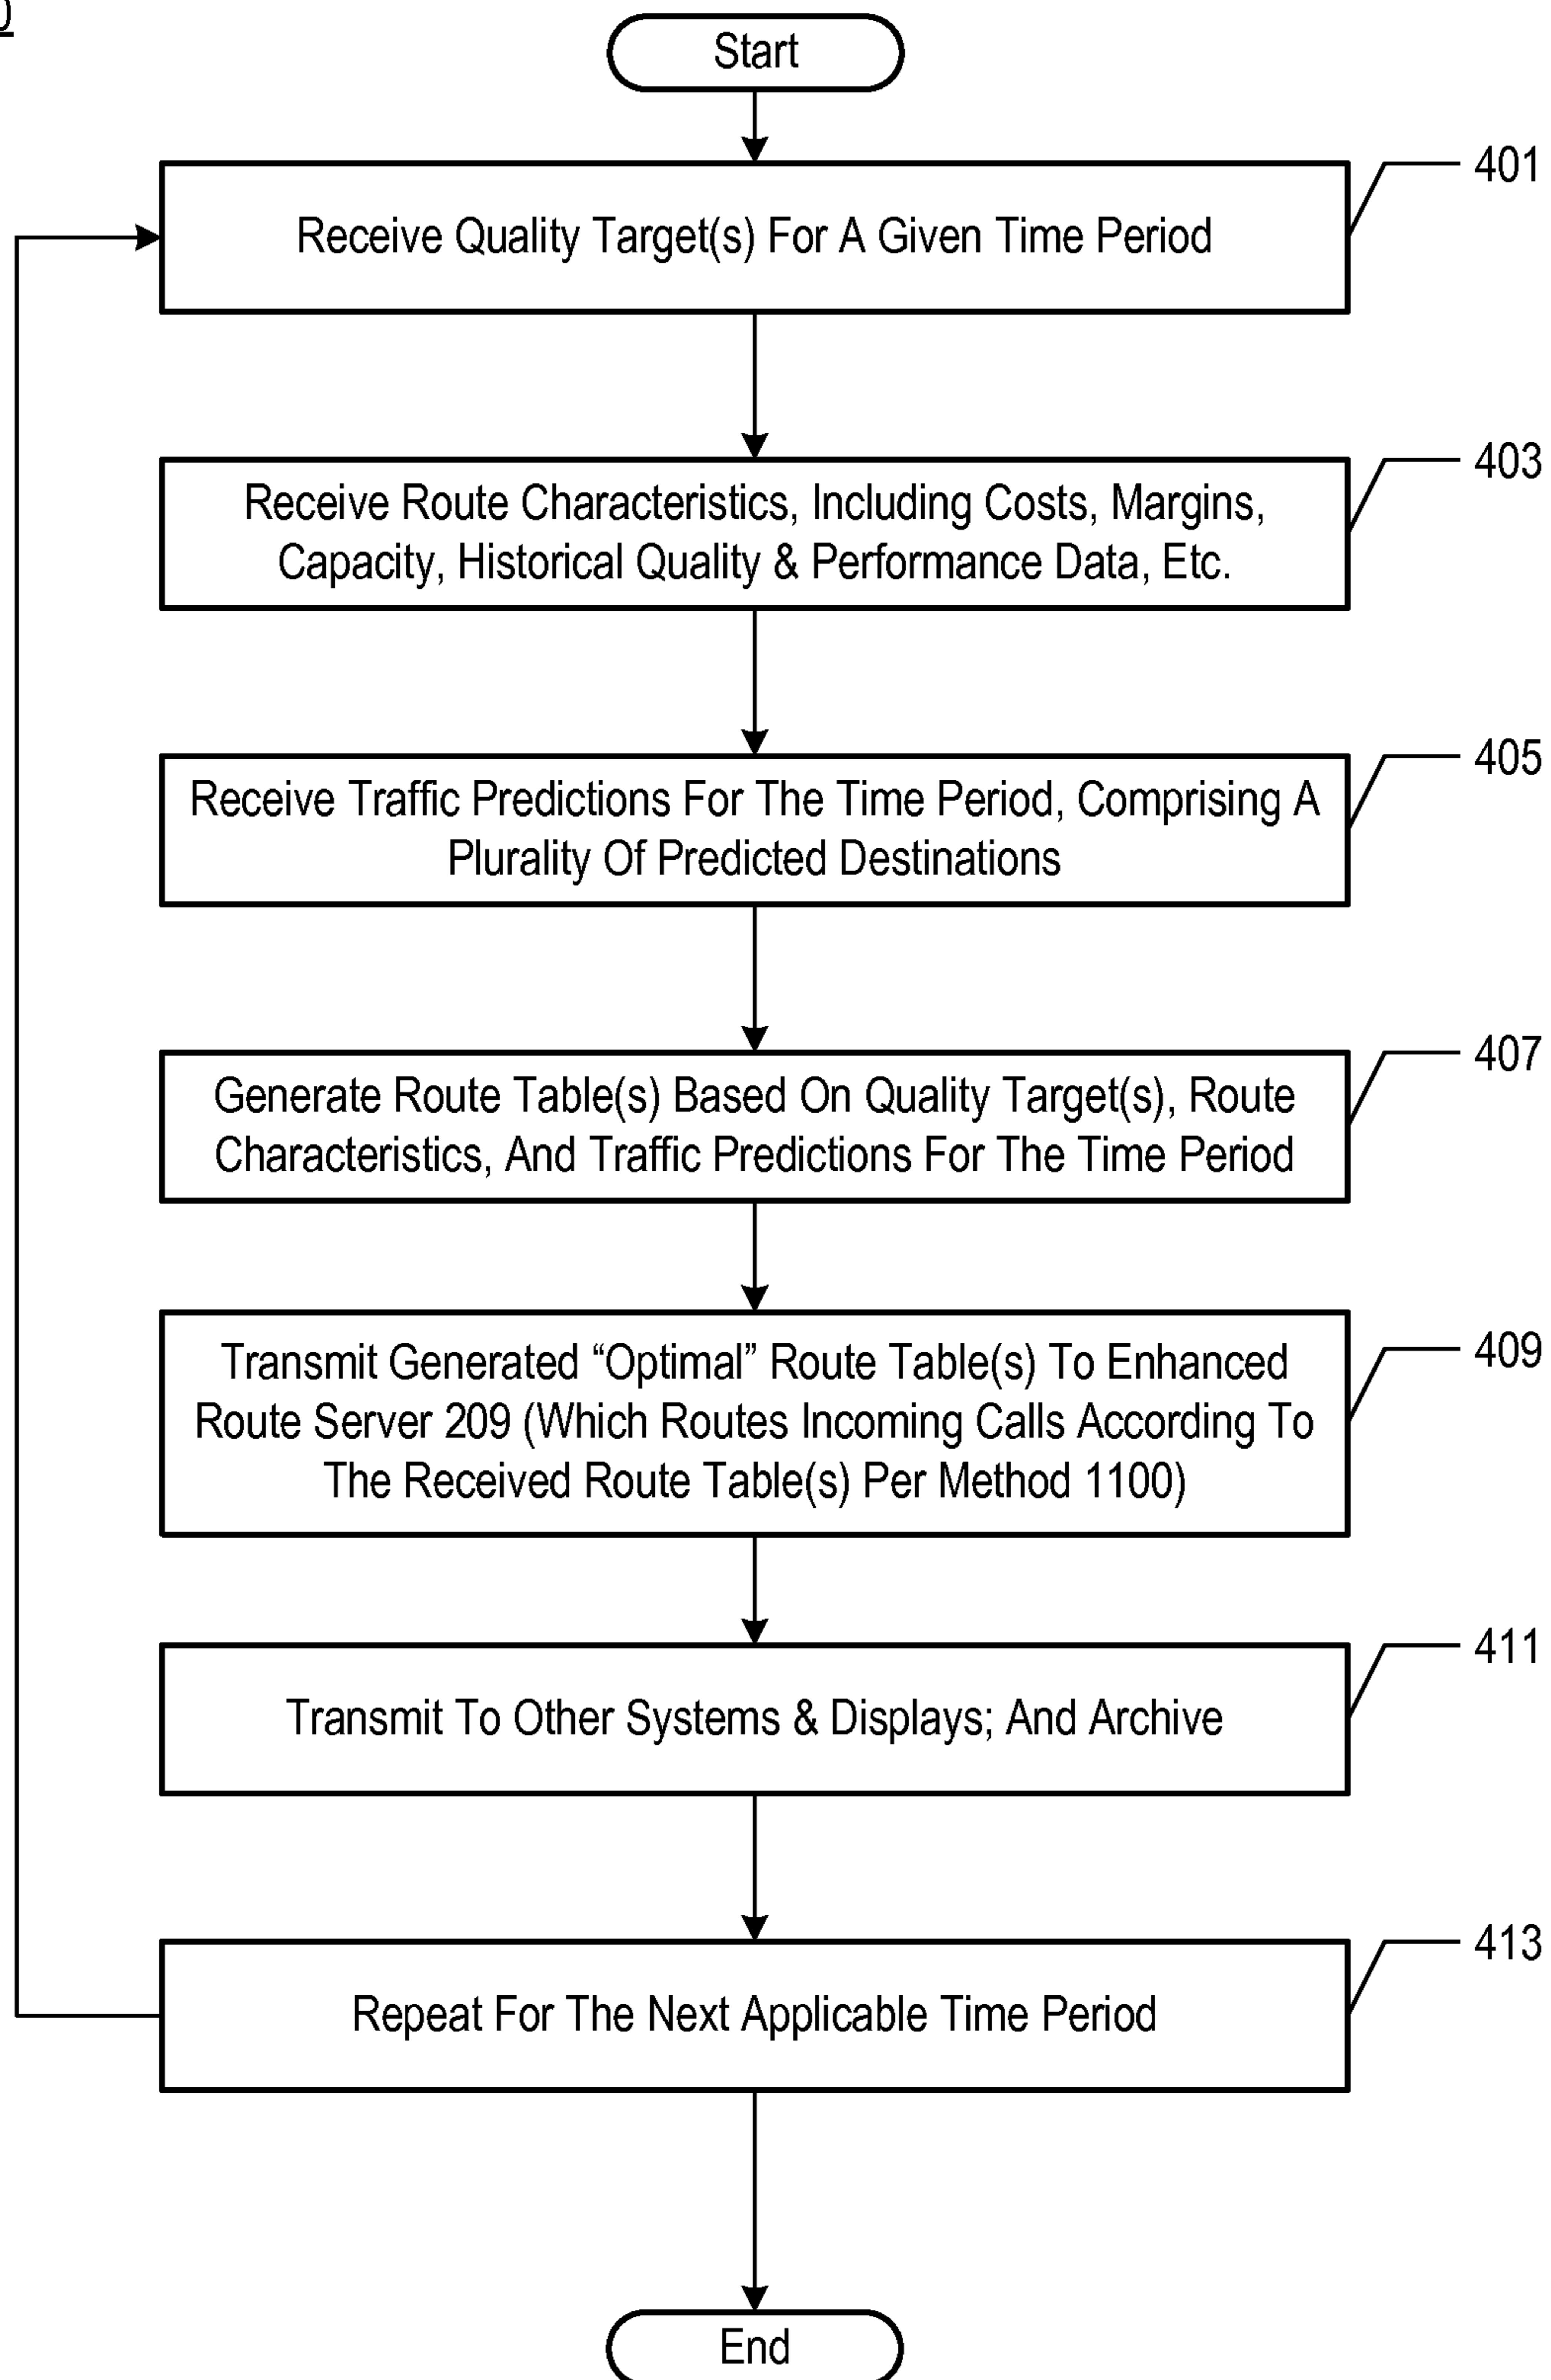 Start
401
Receive Quality Target(s) For A Given Time Period
403
Receive Route Characteristics, Including Costs, Margins,
Capacity, Historical Quality & Performance Data, Etc.
405
Receive Traffic Predictions For The Time Period, Comprising A
Plurality Of Predicted Destinations
407
Generate Route Table(s) Based On Quality Target(s), Route
Characteristics, And Traffic Predictions For The Time Period
409
Transmit Generated “Optimal” Route Table(s) To Enhanced
Route Server 209 (Which Routes Incoming Calls According To
The Received Route Table(s) Per Method 1100)
411
Transmit To Other Systems & Displays; And Archive
413
Repeat For The Next Applicable Time Period
End